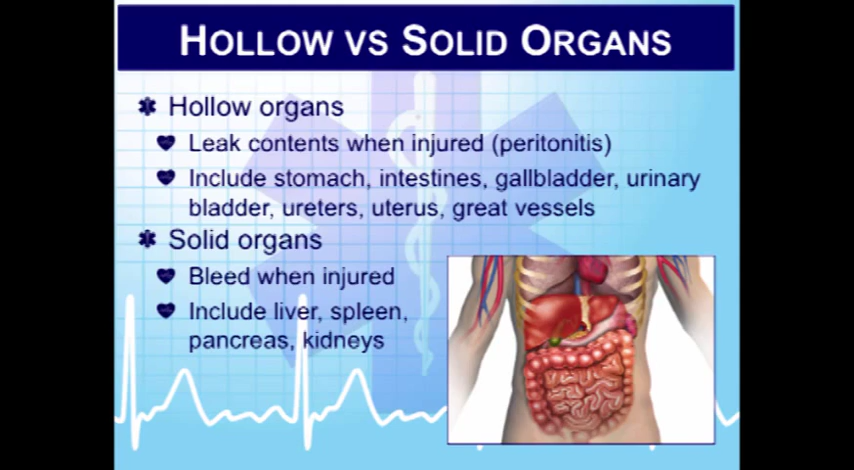 HOLLOW VS SOLID ORGANS
Hollow organs
Leak contents when injured (peritonitis)
Include stomach, intestines, gallbladder, urinary
bladder, ureters, uterus, great vessels
Solid organs
Bleed when injured
Include liver, spleen,
pancreas, kidneys